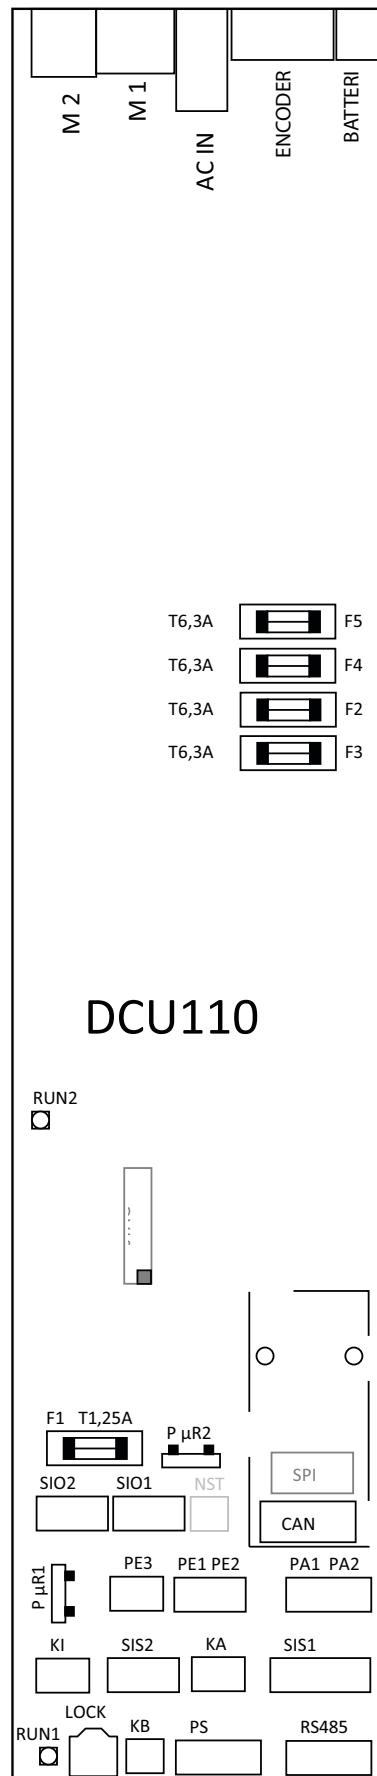 M 2
M 1
AC IN
ENCODER
BATTERI
T6,3A F5
T6,3A F4
T6,3A F2
T6,3A F3
DCU110
RUN2
F1 T1,25A
P µR2
SPI
SIO2 SIO1 NST
CAN
P µR1
PE3 PE1 PE2 PA1 PA2
KI SIS2 KA SIS1
LOCK
RUN1 KB PS RS485